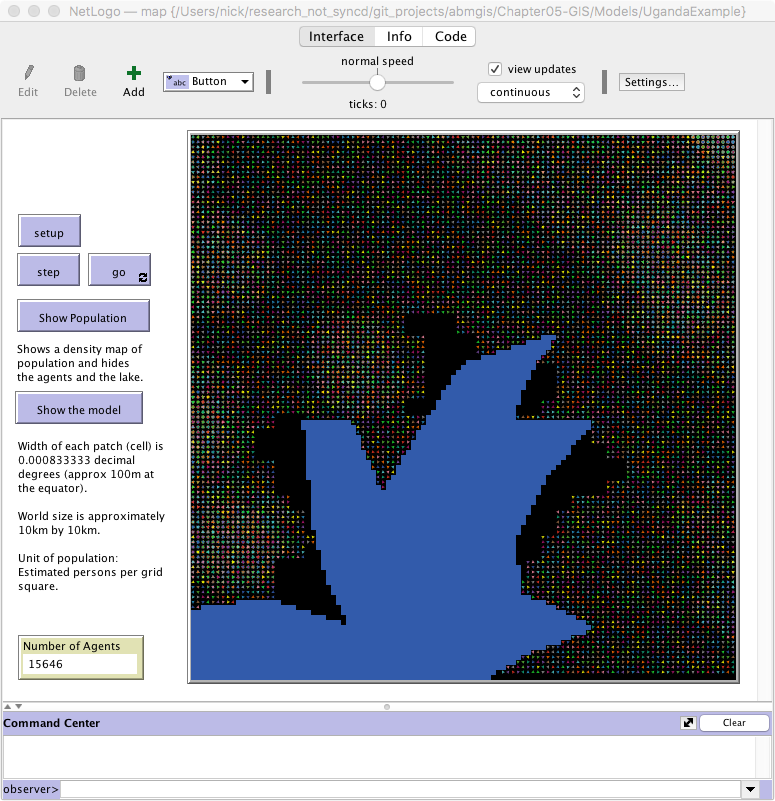 NetLogo — map {/Users/nick/research_not_syncd/git_projects/abmgis/Chapter05-GIS/Models/UgandaExample}
Interface Info Code
Edit Delete Add abc Button
normal speed
ticks: 0
view updates
continuous
Settings...
setup
step go
Show Population
Shows a density map of
population and hides
the agents and the lake.
Show the model
Width of each patch (cell) is
0.000833333 decimal
degrees (approx 100m at
the equator).
World size is approximately
10km by 10km.
Unit of population:
Estimated persons per grid
square.
Number of Agents
15646
Command Center Clear
observer>